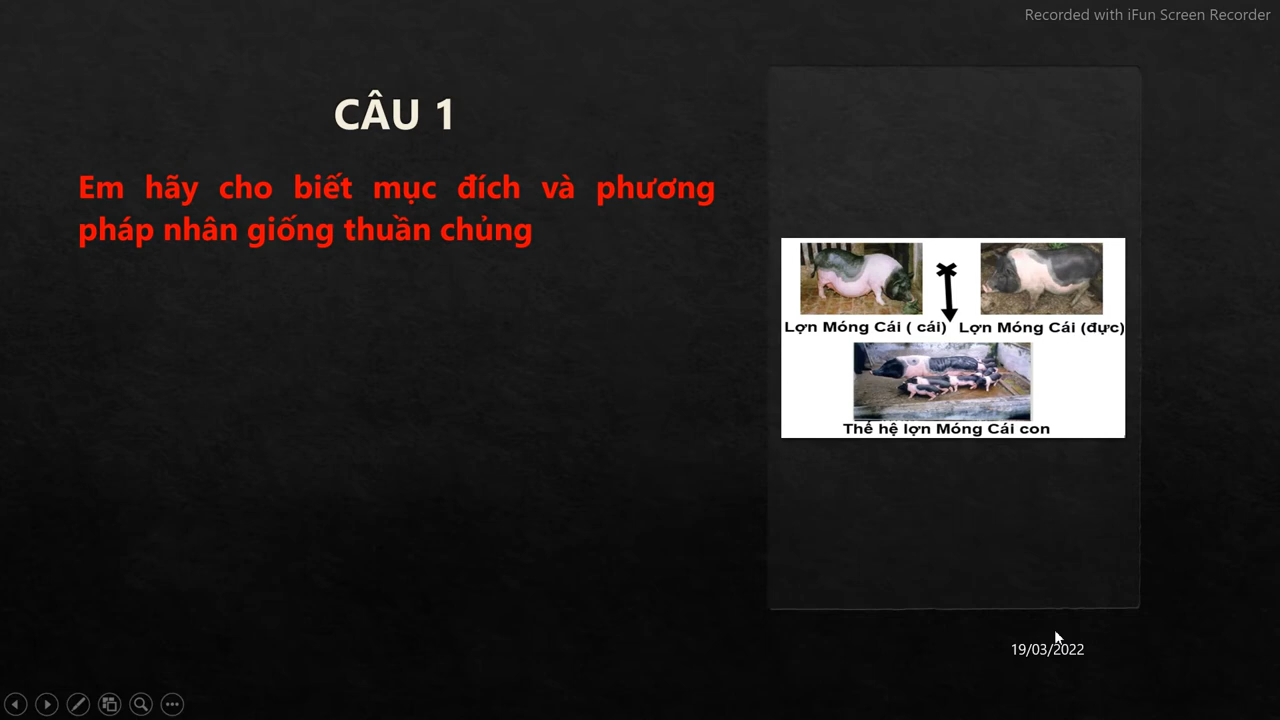 Recorded with iFun Screen Recorder
CÂU 1
Em hãy cho biết mục đích và phương
pháp nhân giống thuần chủng
Lợn Móng Cái ( cái) Lợn Móng Cái (đực)
Thế hệ lợn Móng Cái con
19/03/2022